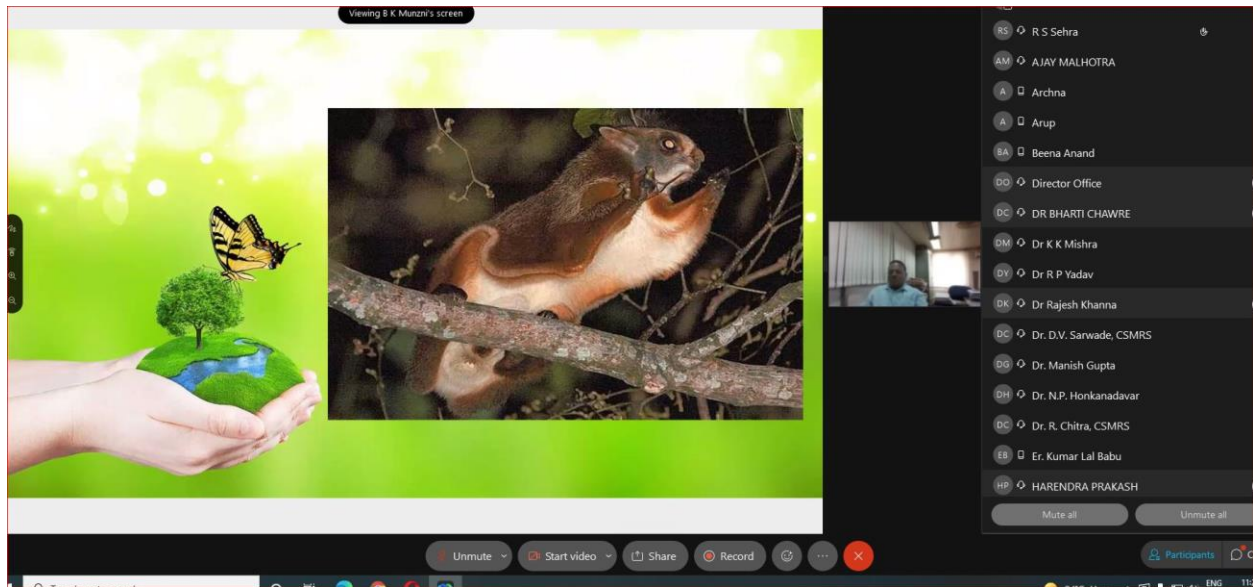 Viewing B K Munzni's screen
RS R S Sehra
AM AJAY MALHOTRA
A Archna
A Arup
BA Beena Anand
DO Director Office
DC DR BHARTI CHAWRE
DM Dr K K Mishra
DY Dr R P Yadav
DK Dr Rajesh Khanna
DC Dr. D.V. Sarwade, CSMRS
DG Dr. Manish Gupta
DH Dr. N.P. Honkanadavar
DC Dr. R. Chitra, CSMRS
EB Er. Kumar Lal Babu
HP HARENDRA PRAKASH
Mute all Unmute all
Unmute Start video Share Record Participants
ENG